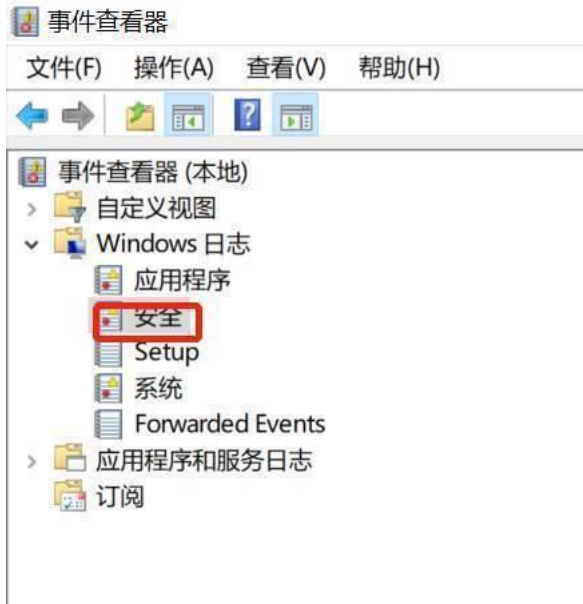 事件查看器
文件(F) 操作(A) 查看(V) 帮助(H)
事件查看器 (本地)
自定义视图
Windows 日志
应用程序
安全
Setup
系统
Forwarded Events
应用程序和服务日志
订阅